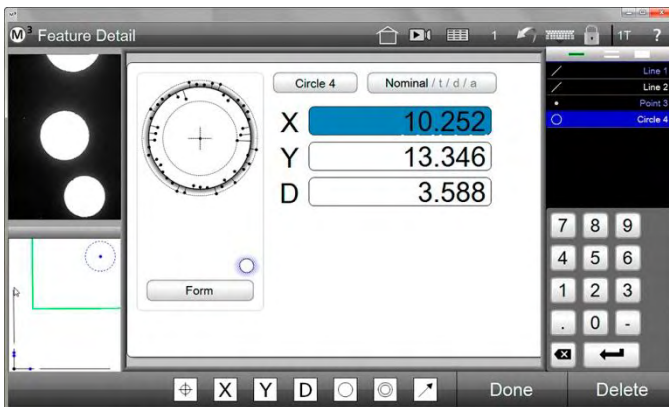 M³ Feature Detail
1
1T
?
Circle 4
Nominal / t / d / a
X 10.252
Y 13.346
D 3.588
Form
Line 1
Line 2
Point 3
Circle 4
7 8 9
4 5 6
1 2 3
. 0 -
X Y D
Done
Delete